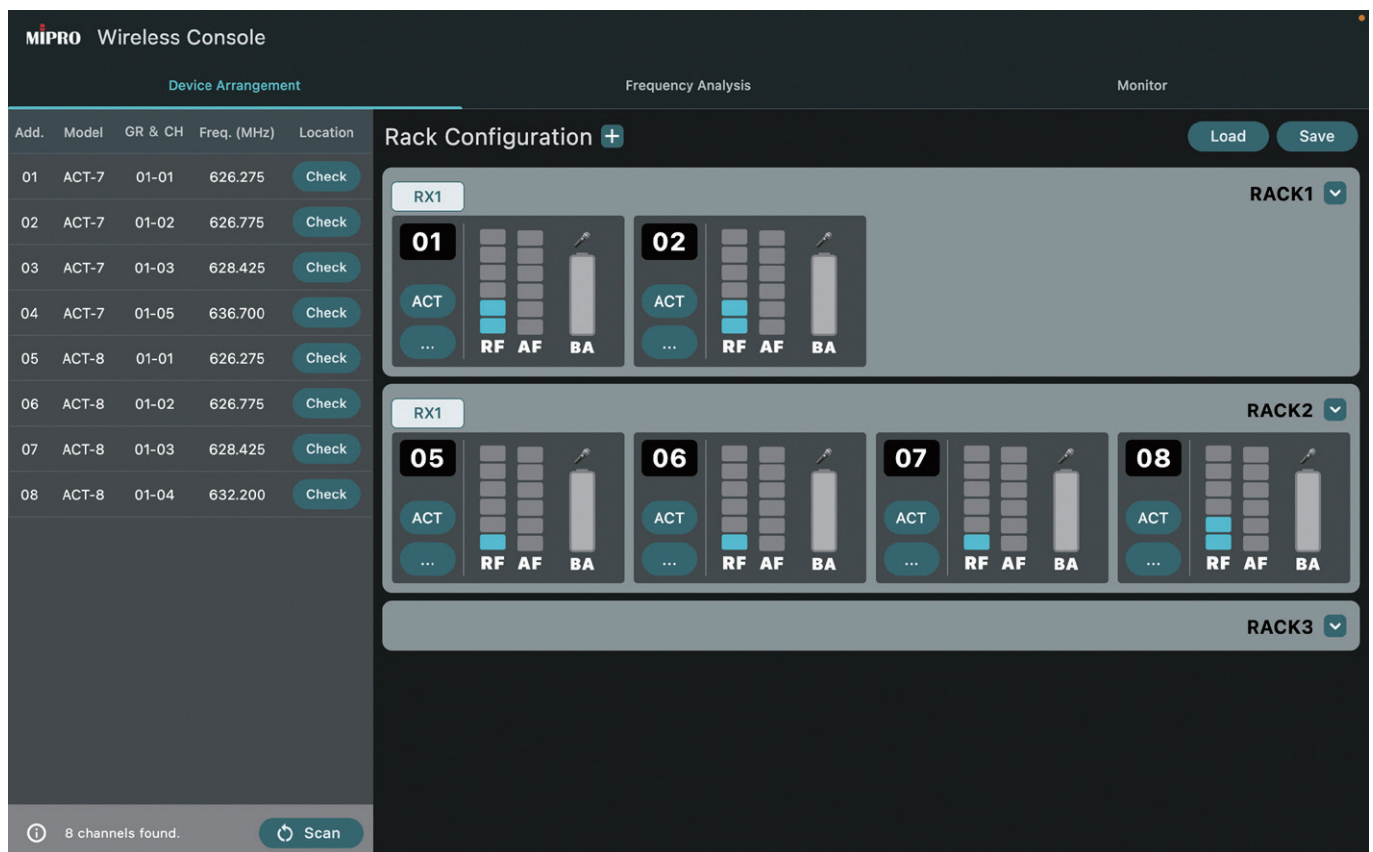 MIPRO Wireless Console
Device Arrangement Frequency Analysis Monitor
Add. Model GR & CH Freq. (MHz) Location
01 ACT-7 01-01 626.275 Check
02 ACT-7 01-02 626.775 Check
03 ACT-7 01-03 628.425 Check
04 ACT-7 01-05 636.700 Check
05 ACT-8 01-01 626.275 Check
06 ACT-8 01-02 626.775 Check
07 ACT-8 01-03 628.425 Check
08 ACT-8 01-04 632.200 Check
8 channels found. Scan
Rack Configuration + Load Save
RX1 RACK1
01 02
ACT ACT
... RF AF BA ... RF AF BA
RX1 RACK2
05 06 07 08
ACT ACT ACT ACT
... RF AF BA ... RF AF BA ... RF AF BA ... RF AF BA
RACK3